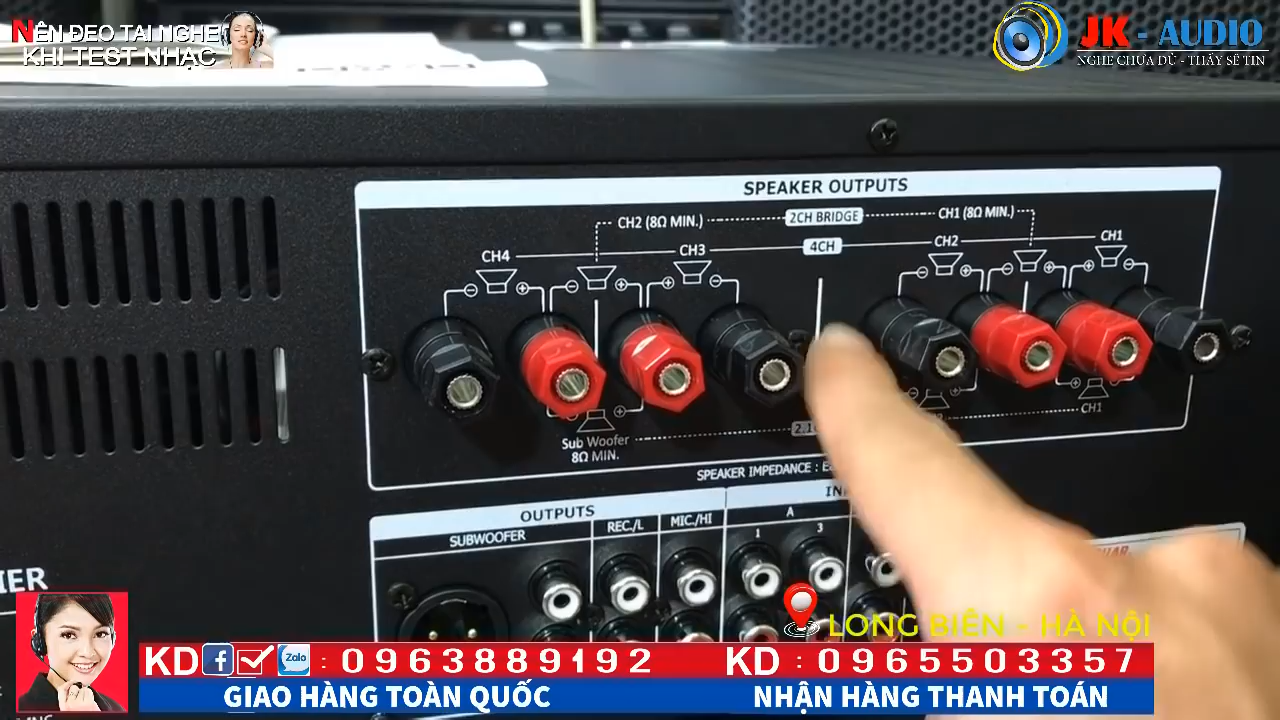 NÊN ĐEO TAI NGHE
KHI TEST NHẠC
JK - AUDIO
NGHE CHƯA DỦ - THẤY SẼ TIN
SPEAKER OUTPUTS
CH2 (8Ω MIN.)
2CH BRIDGE
CH1 (8Ω MIN.)
CH4
CH3
4CH
CH2
CH1
Sub Woofer
8Ω MIN.
CH1
SPEAKER IMPEDANCE :
OUTPUTS
SUBWOOFER
REC./L
MIC./HI
A
1
3
LONG BIÊN - HÀ NỘI
KD : 0963889192
Zalo
KD : 0965503357
GIAO HÀNG TOÀN QUỐC
NHẬN HÀNG THANH TOÁN